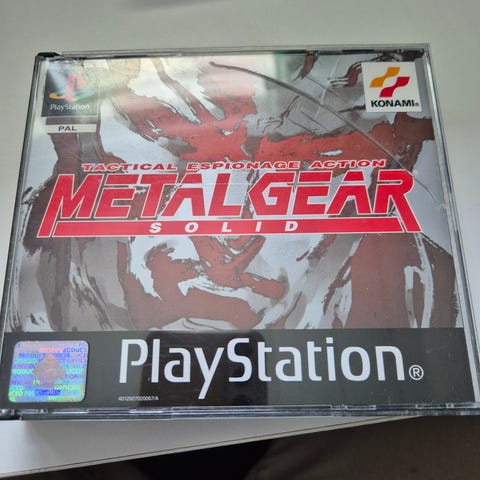 PlayStation
PAL
KONAMI®
TACTICAL ESPIONAGE ACTION
METAL GEAR
SOLID
PlayStation®